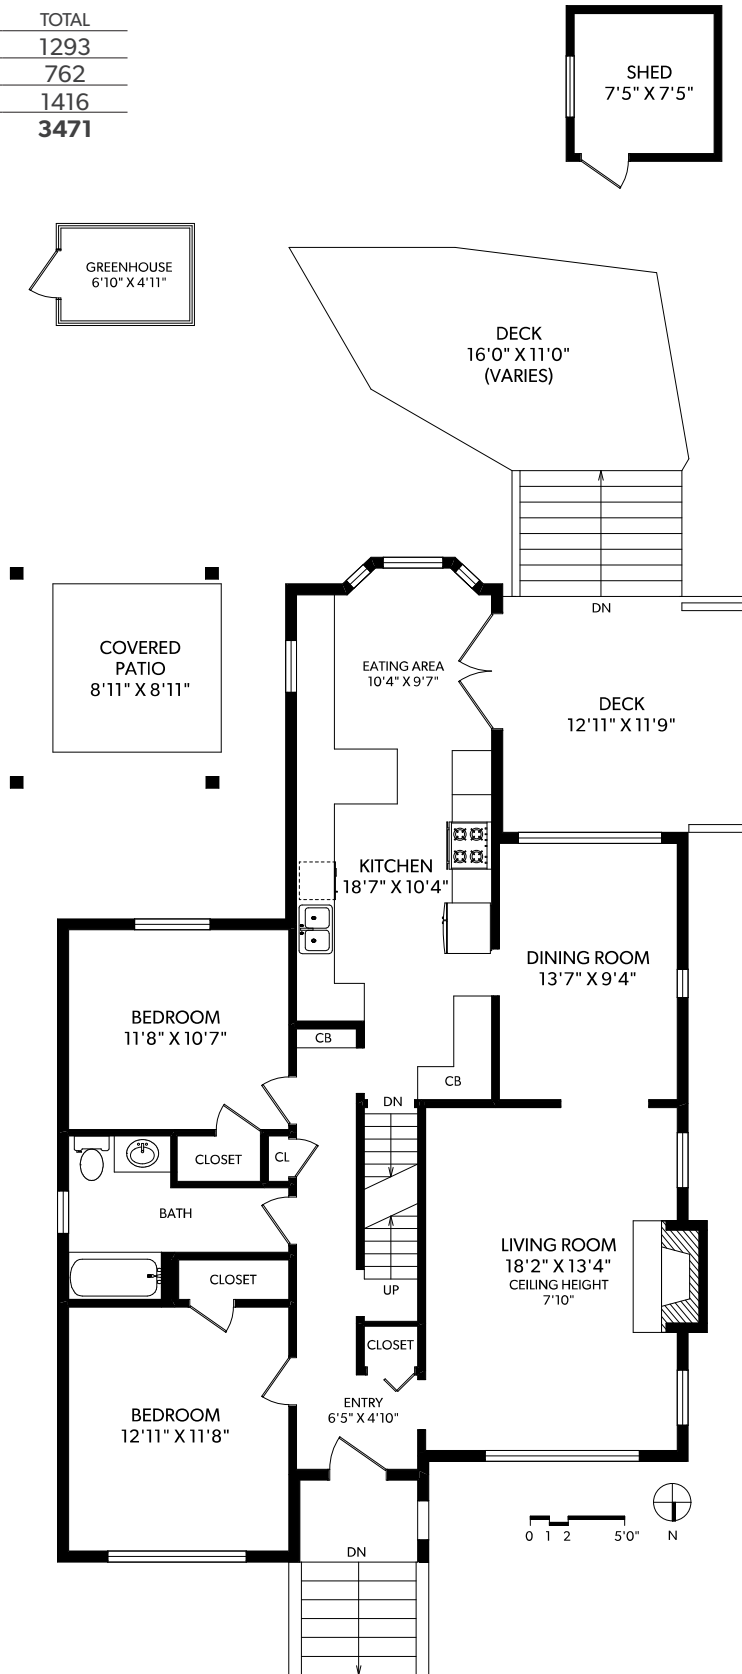 TOTAL
1293
762
1416
3471
SHED
7'5" X 7'5"
GREENHOUSE
6'10" X 4'11"
DECK
16'0" X 11'0"
(VARIES)
DN
COVERED
PATIO
8'11" X 8'11"
EATING AREA
10'4" X 9'7"
DECK
12'11" X 11'9"
KITCHEN
18'7" X 10'4"
DINING ROOM
13'7" X 9'4"
BEDROOM
11'8" X 10'7"
CB
CB
DN
CLOSET
CL
BATH
LIVING ROOM
18'2" X 13'4"
CEILING HEIGHT
7'10"
CLOSET
UP
CLOSET
ENTRY
6'5" X 4'10"
BEDROOM
12'11" X 11'8"
0 1 2 5'0"
N
DN